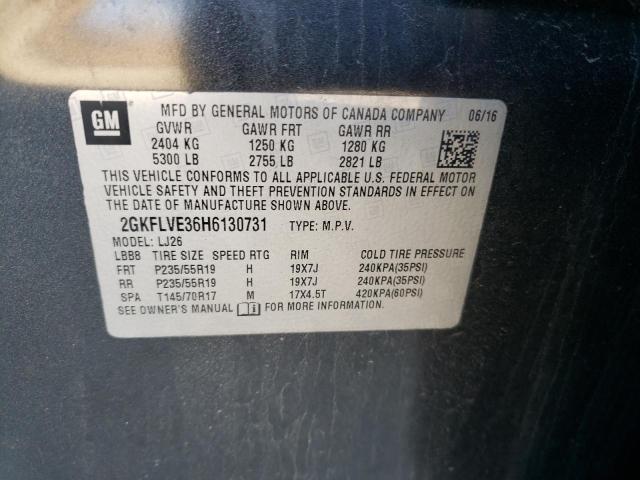 GM
MFD BY GENERAL MOTORS OF CANADA COMPANY 06/16
GVWR GAWR FRT GAWR RR
2404 KG 1250 KG 1280 KG
5300 LB 2755 LB 2821 LB
THIS VEHICLE CONFORMS TO ALL APPLICABLE U.S. FEDERAL MOTOR
VEHICLE SAFETY AND THEFT PREVENTION STANDARDS IN EFFECT ON
THE DATE OF MANUFACTURE SHOWN ABOVE.
2GKFLVE36H6130731 TYPE: M.P.V.
MODEL: LJ26
LBBB TIRE SIZE SPEED RTG RIM COLD TIRE PRESSURE
FRT P235/55R19 H 19X7J 240KPA(35PSI)
RR P235/55R19 H 19X7J 240KPA(35PSI)
SPA T145/70R17 M 17X4.5T 420KPA(60PSI)
SEE OWNER'S MANUAL FOR MORE INFORMATION.